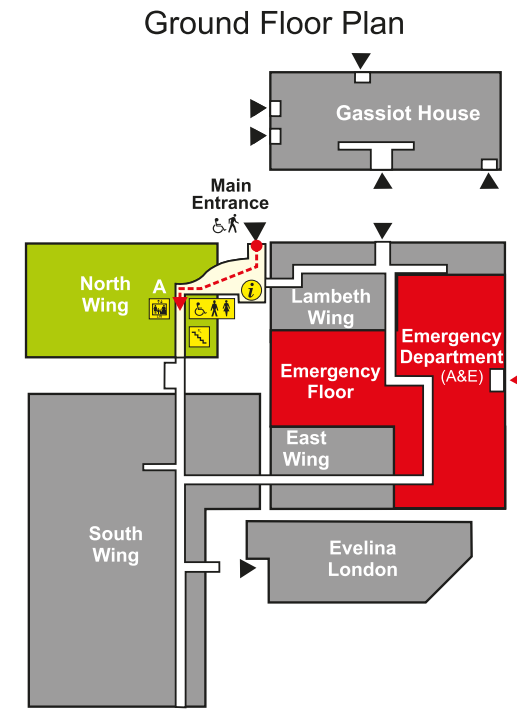 Ground Floor Plan
Gassiot House
Main
Entrance
North
Wing
A
i
Lambeth
Wing
Emergency
Department
(A&E)
Emergency
Floor
East
Wing
South
Wing
Evelina
London